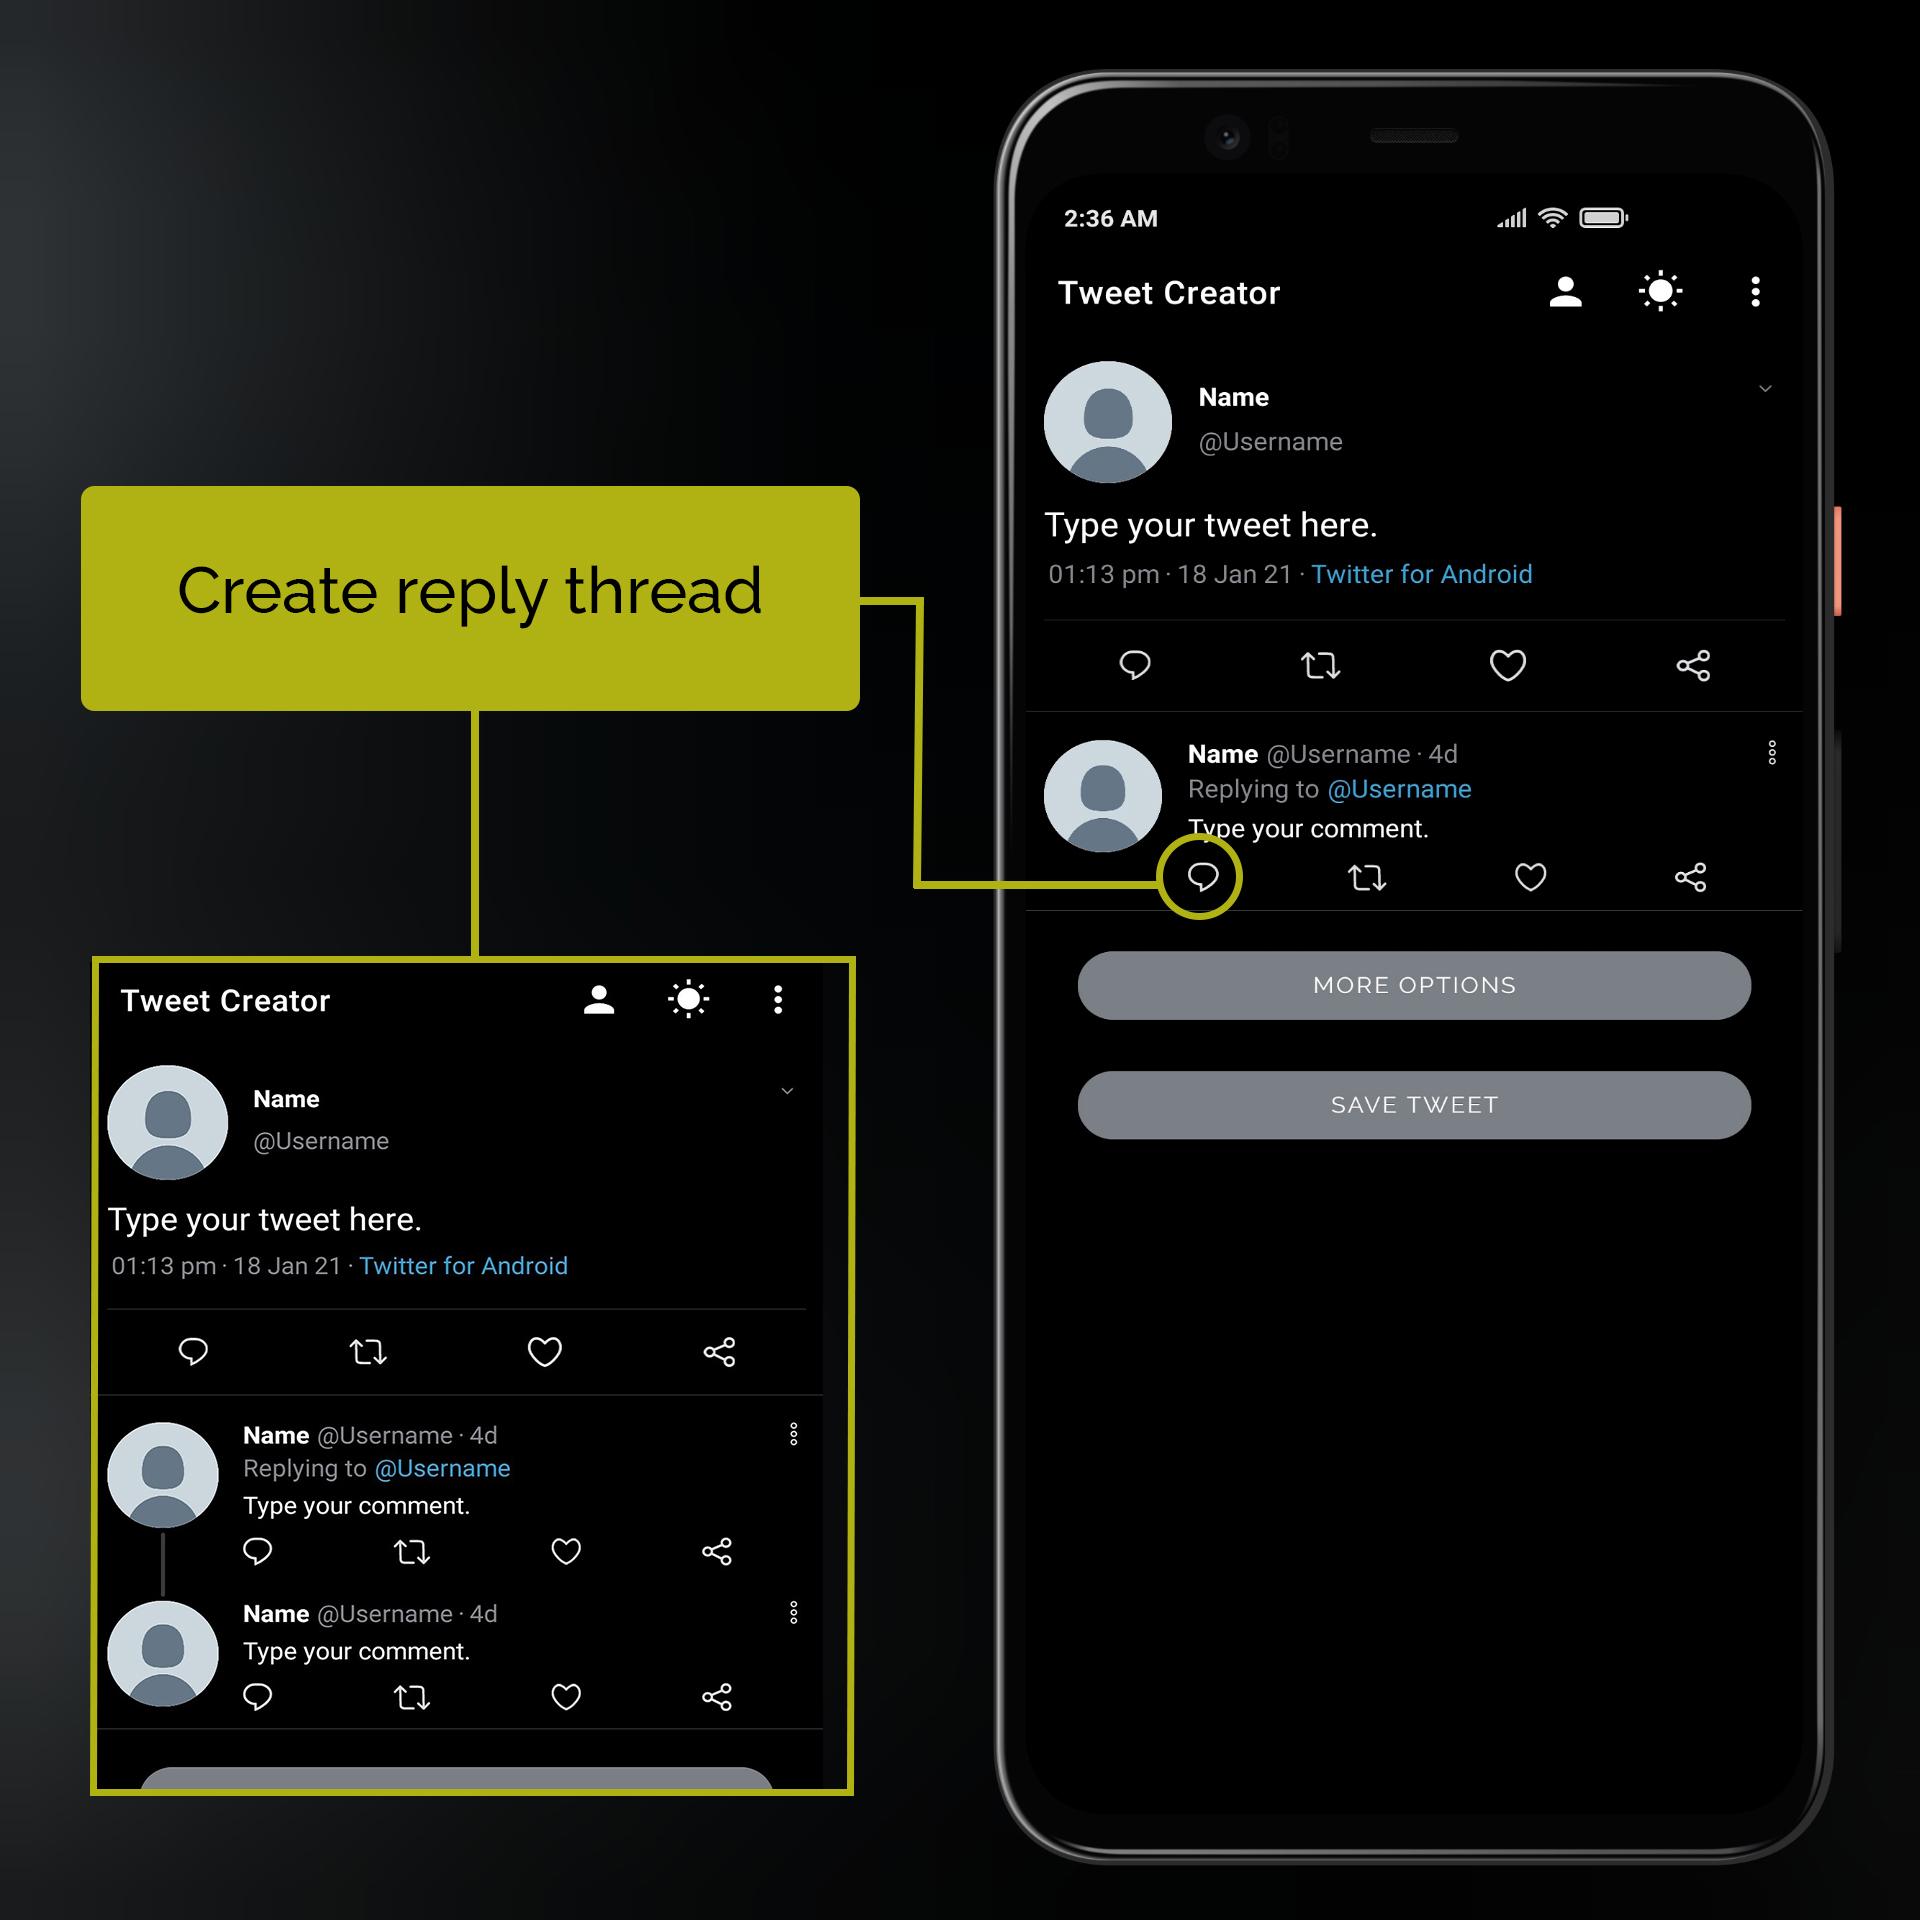 2:36 AM
Tweet Creator
Name
@Username
Type your tweet here.
01:13 pm · 18 Jan 21 · Twitter for Android
Name @Username · 4d
Replying to @Username
Type your comment.
MORE OPTIONS
SAVE TWEET
Create reply thread
Tweet Creator
Name
@Username
Type your tweet here.
01:13 pm · 18 Jan 21 · Twitter for Android
Name @Username · 4d
Replying to @Username
Type your comment.
Name @Username · 4d
Type your comment.